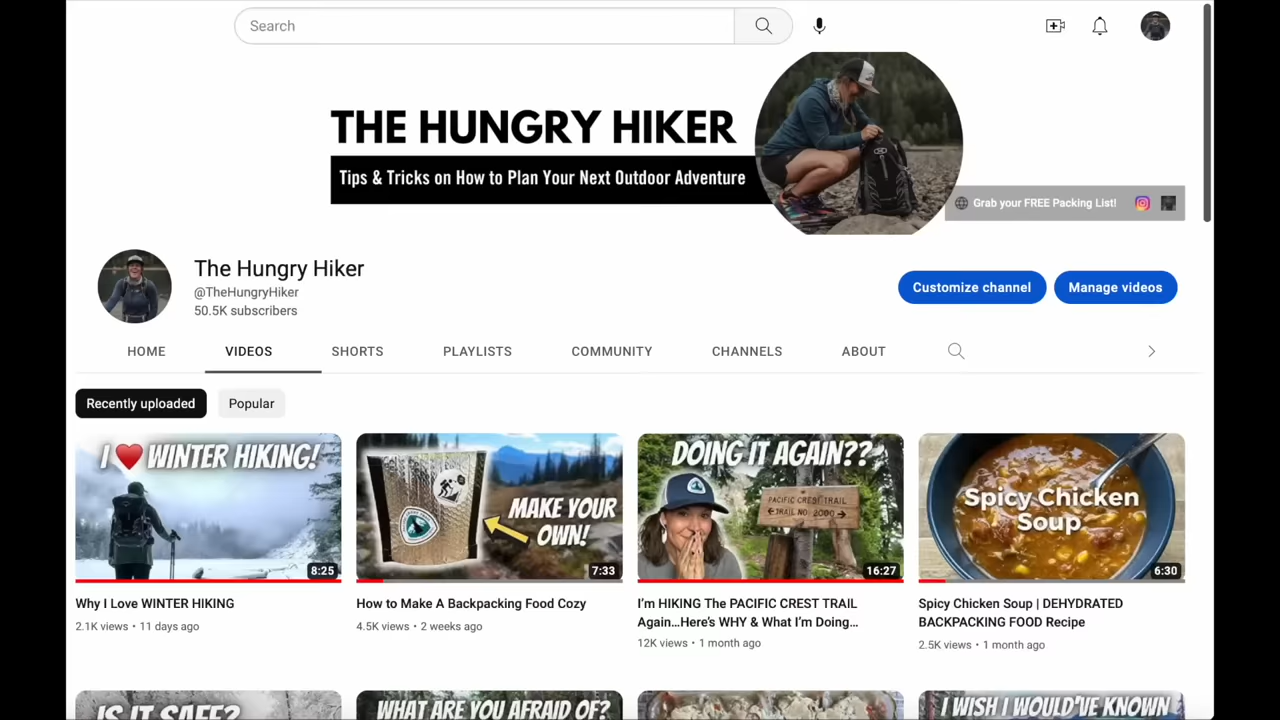 Search
THE HUNGRY HIKER
Tips & Tricks on How to Plan Your Next Outdoor Adventure
Grab your FREE Packing List!
The Hungry Hiker
@TheHungryHiker
50.5K subscribers
Customize channel
Manage videos
HOME
VIDEOS
SHORTS
PLAYLISTS
COMMUNITY
CHANNELS
ABOUT
Recently uploaded
Popular
I ❤️ WINTER HIKING!
8:25
MAKE YOUR
OWN!
7:33
DOING IT AGAIN??
PACIFIC CREST TRAIL
TRAIL NO. 2000
16:27
Spicy Chicken
Soup
6:30
Why I Love WINTER HIKING
2.1K views • 11 days ago
How to Make A Backpacking Food Cozy
4.5K views • 2 weeks ago
I'm HIKING The PACIFIC CREST TRAIL
Again...Here's WHY & What I'm Doing...
12K views • 1 month ago
Spicy Chicken Soup | DEHYDRATED
BACKPACKING FOOD Recipe
2.5K views • 1 month ago
IS IT SAFE?
WHAT ARE YOU AFRAID OF?
I WISH I WOULD'VE KNOWN